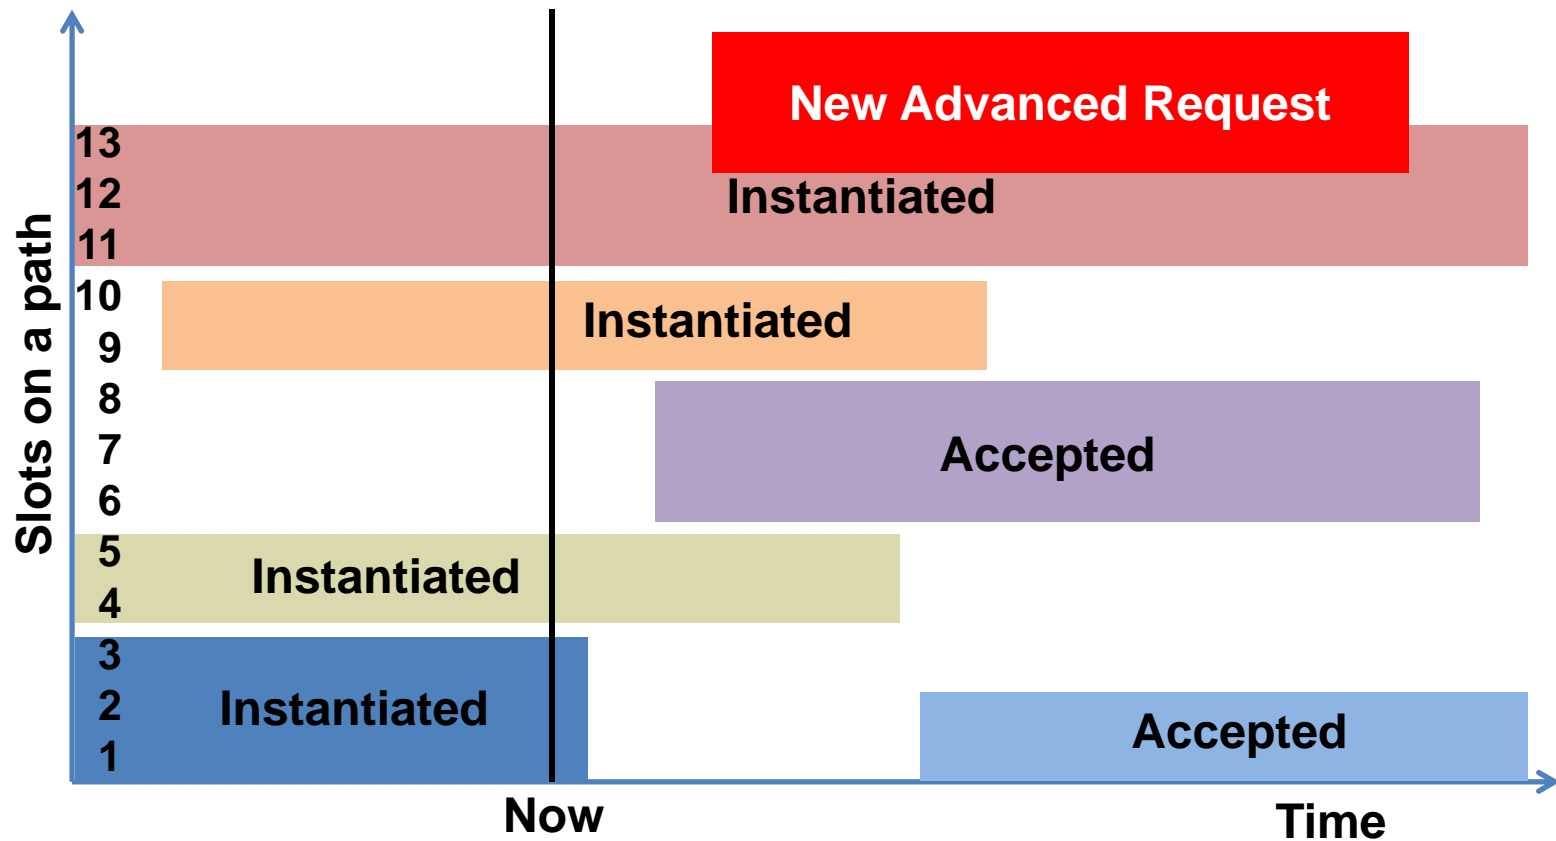 New Advanced Request
13
12
Instantiated
11
10
Instantiated
9
8
7
Accepted
6
5
Instantiated
4
3
2
Instantiated
Accepted
1
Slots on a path
Now
Time